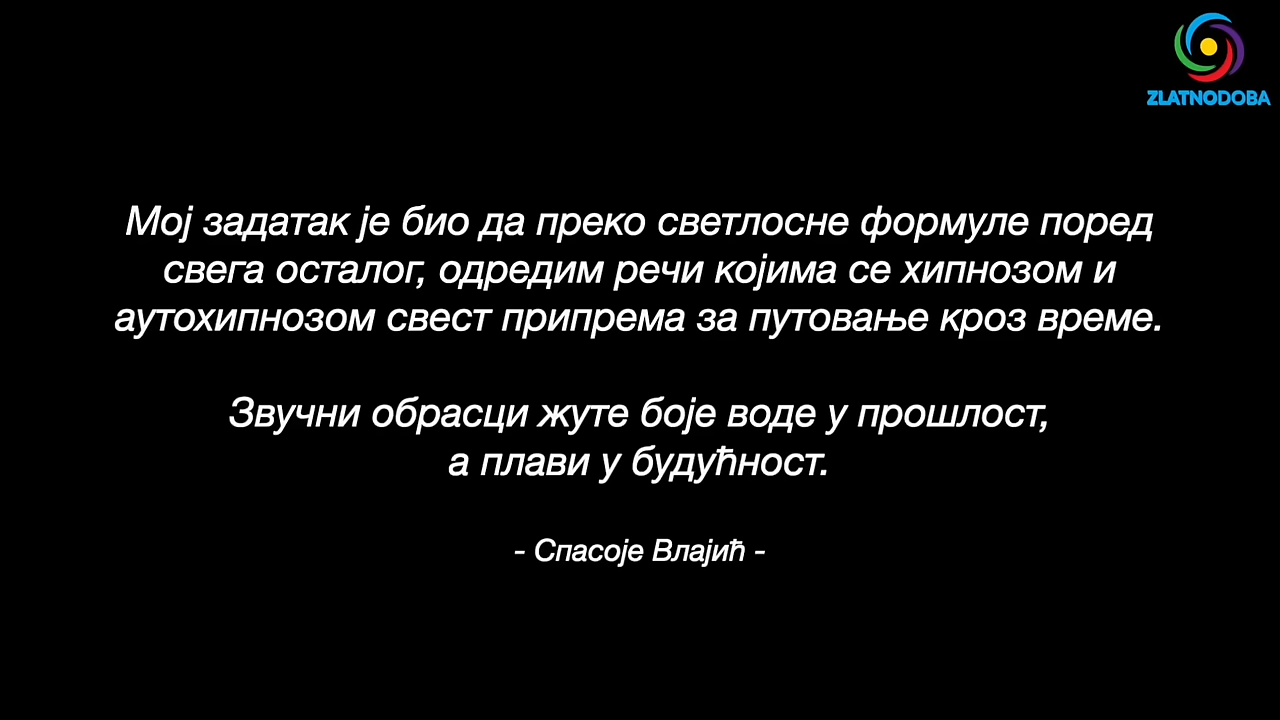 ZLATNODOBA
Мој задатак је био да преко светлосне формуле поред
свега осталог, одредим речи којима се хипнозом и
аутохипнозом свест припрема за путовање кроз време.
Звучни обрасци жуте боје воде у прошлост,
а плави у будућност.
- Спасоје Влајић -